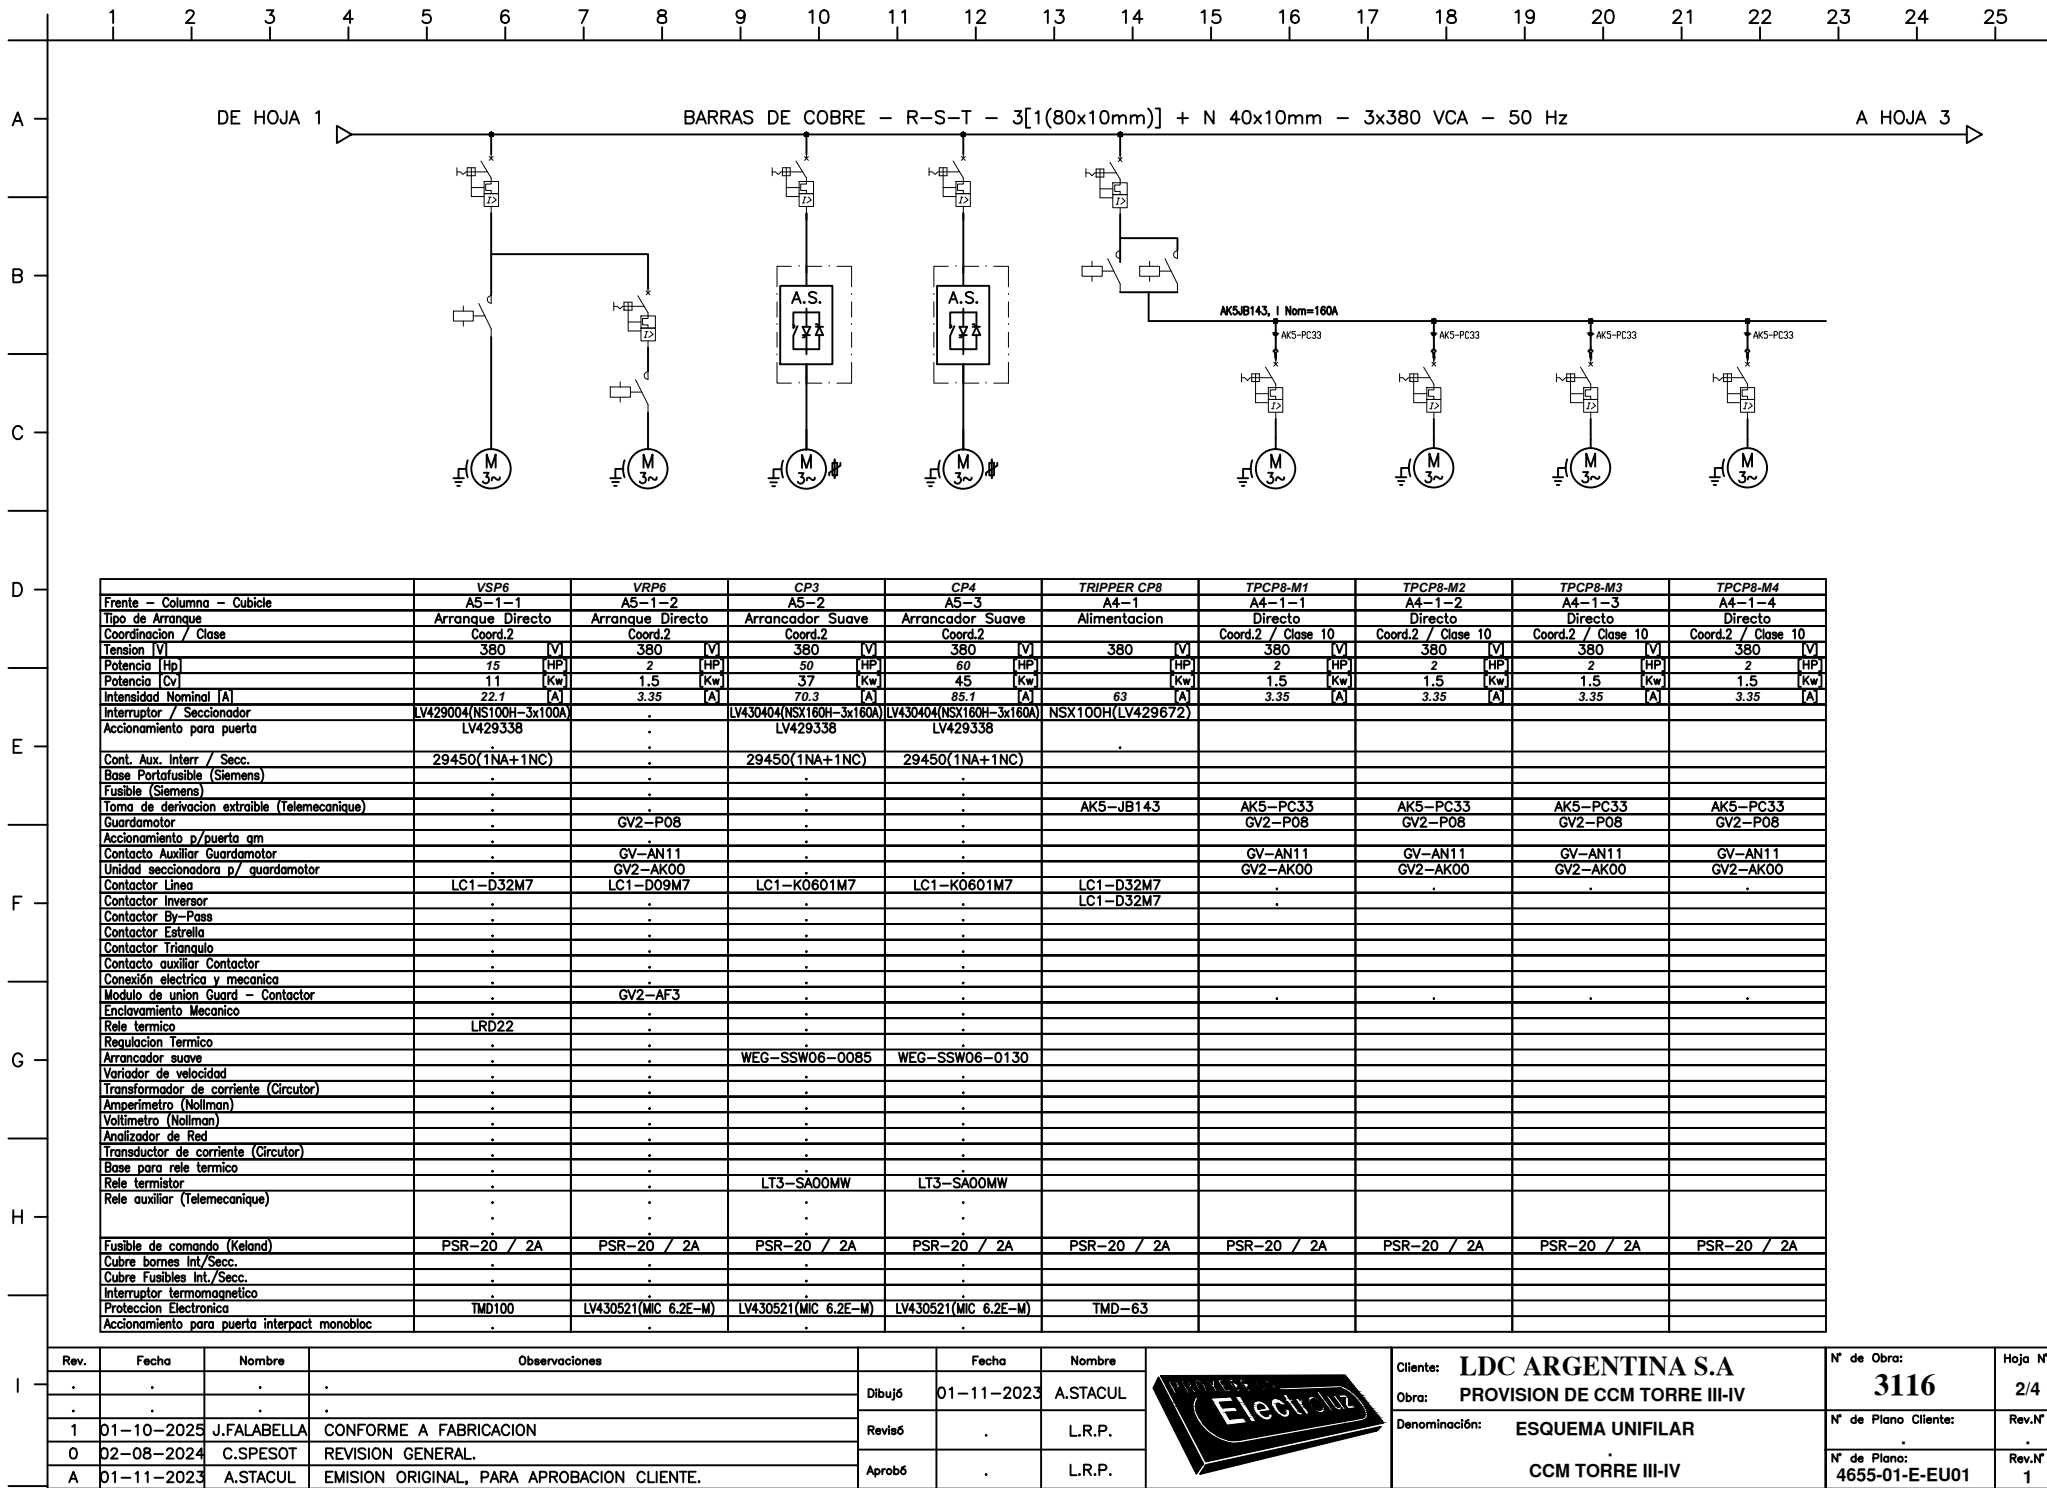 1 2 3 4 5 6 7 8 9 10 11 12 13 14 15 16 17 18 19 20 21 22 23 24 25
A
B
C
D
E
F
G
H
I
DE HOJA 1
BARRAS DE COBRE - R-S-T - 3[1(80x10mm)] + N 40x10mm - 3x380 VCA - 50 Hz
A HOJA 3
I> I> I> I>
A.S. A.S.
I>
AK5JB143, I Nom=160A
AK5-PC33 AK5-PC33 AK5-PC33 AK5-PC33
I> I> I> I>
M M M M M M M M
3~ 3~ 3~ 3~ 3~ 3~ 3~ 3~
VSP6 VRP6 CP3 CP4 TRIPPER CP8 TPCP8-M1 TPCP8-M2 TPCP8-M3 TPCP8-M4
Frente - Columna - Cubicle A5-1-1 A5-1-2 A5-2 A5-3 A4-1 A4-1-1 A4-1-2 A4-1-3 A4-1-4
Tipo de Arranque Arranque Directo Arranque Directo Arrancador Suave Arrancador Suave Alimentacion Directo Directo Directo Directo
Coordinacion / Clase Coord.2 Coord.2 Coord.2 Coord.2 Coord.2 / Clase 10 Coord.2 / Clase 10 Coord.2 / Clase 10 Coord.2 / Clase 10
Tension [V] 380 [V] 380 [V] 380 [V] 380 [V] 380 [V] 380 [V] 380 [V] 380 [V] 380 [V]
Potencia [Hp] 15 [HP] 2 [HP] 50 [HP] 60 [HP] [HP] 2 [HP] 2 [HP] 2 [HP] 2 [HP]
Potencia [Cv] 11 [Kw] 1.5 [Kw] 37 [Kw] 45 [Kw] [Kw] 1.5 [Kw] 1.5 [Kw] 1.5 [Kw] 1.5 [Kw]
Intensidad Nominal [A] 22.1 [A] 3.35 [A] 70.3 [A] 85.1 [A] 63 [A] 3.35 [A] 3.35 [A] 3.35 [A] 3.35 [A]
Interruptor / Seccionador LV429004(NS100H-3x100A) . LV430404(NSX160H-3x160A) LV430404(NSX160H-3x160A) NSX100H(LV429672)
Accionamiento para puerta LV429338 . LV429338 LV429338
. . . . .
Cont. Aux. Interr / Secc. 29450(1NA+1NC) . 29450(1NA+1NC) 29450(1NA+1NC)
Base Portafusible (Siemens) . . . .
Fusible (Siemens) . . . .
Toma de derivacion extraible (Telemecanique) . . . . AK5-JB143 AK5-PC33 AK5-PC33 AK5-PC33 AK5-PC33
Guardamotor . GV2-P08 . . GV2-P08 GV2-P08 GV2-P08 GV2-P08
Accionamiento p/puerta gm . . . .
Contacto Auxiliar Guardamotor . GV-AN11 . . GV-AN11 GV-AN11 GV-AN11 GV-AN11
Unidad seccionadora p/ guardamotor . GV2-AK00 . . GV2-AK00 GV2-AK00 GV2-AK00 GV2-AK00
Contactor Linea LC1-D32M7 LC1-D09M7 LC1-K0601M7 LC1-K0601M7 LC1-D32M7 . . . .
Contactor Inversor . . . . LC1-D32M7 .
Contactor By-Pass . . . .
Contactor Estrella . . . .
Contactor Triangulo . . . .
Contacto auxiliar Contactor . . . .
Conexión electrica y mecanica . . . .
Modulo de union Guard - Contactor . GV2-AF3 . . . . . .
Enclavamiento Mecanico . . . .
Rele termico LRD22 . . .
Regulacion Termico . . . .
Arrancador suave . . WEG-SSW06-0085 WEG-SSW06-0130
Variador de velocidad . . . .
Transformador de corriente (Circutor) . . . .
Amperimetro (Nollman) . . . .
Voltimetro (Nollman) . . . .
Analizador de Red . . . .
Transductor de corriente (Circutor) . . . .
Base para rele termico . . . .
Rele termistor . . LT3-SA00MW LT3-SA00MW
Rele auxiliar (Telemecanique) . . . .
. . . .
. . . .
Fusible de comando (Keland) PSR-20 / 2A PSR-20 / 2A PSR-20 / 2A PSR-20 / 2A PSR-20 / 2A PSR-20 / 2A PSR-20 / 2A PSR-20 / 2A PSR-20 / 2A
Cubre bornes Int/Secc. . . . .
Cubre Fusibles Int./Secc. . . . .
Interruptor termomagnetico . . . .
Proteccion Electronica TMD100 LV430521(MIC 6.2E-M) LV430521(MIC 6.2E-M) LV430521(MIC 6.2E-M) TMD-63
Accionamiento para puerta interpact monobloc . . . .
Rev. Fecha Nombre Observaciones
. . . .
. . . .
1 01-10-2025 J.FALABELLA CONFORME A FABRICACION
0 02-08-2024 C.SPESOT REVISION GENERAL.
A 01-11-2023 A.STACUL EMISION ORIGINAL, PARA APROBACION CLIENTE.
Fecha Nombre
Dibujó 01-11-2023 A.STACUL
Revisó . L.R.P.
Aprobó . L.R.P.
Electroluz
Cliente: LDC ARGENTINA S.A
Obra: PROVISION DE CCM TORRE III-IV
Denominación: ESQUEMA UNIFILAR
.
CCM TORRE III-IV
N° de Obra:
3116
Hoja N°
2/4
N° de Plano Cliente:
.
Rev.N°
.
N° de Plano:
4655-01-E-EU01
Rev.N°
1